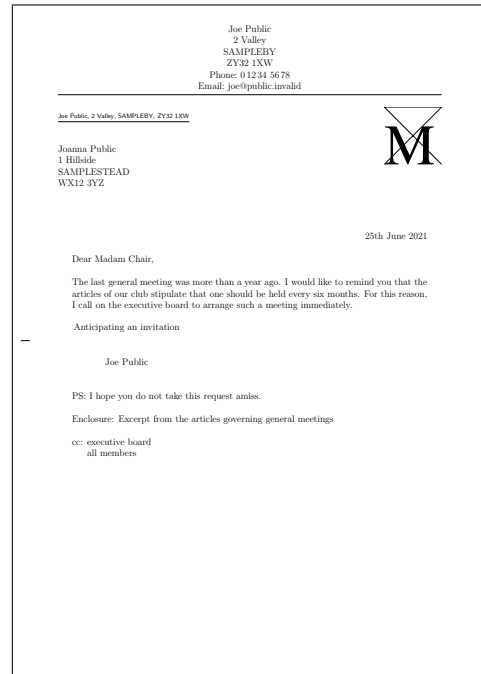 Joe Public
2 Valley
SAMPLEBY
ZY32 1XW
Phone: 0 12 34 56 78
Email: joe@public.invalid
Joe Public, 2 Valley, SAMPLEBY, ZY32 1XW
M
Joanna Public
1 Hillside
SAMPLESTEAD
WX12 3YZ
25th June 2021
Dear Madam Chair,
The last general meeting was more than a year ago. I would like to remind you that the
articles of our club stipulate that one should be held every six months. For this reason,
I call on the executive board to arrange such a meeting immediately.
Anticipating an invitation
Joe Public
PS: I hope you do not take this request amiss.
Enclosure: Excerpt from the articles governing general meetings
cc: executive board
all members